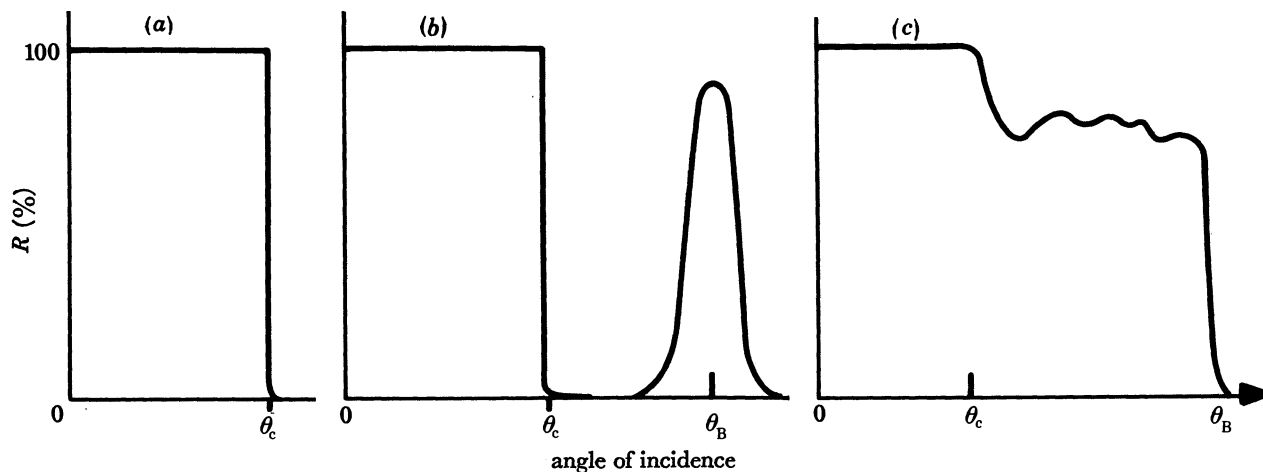 (a)
(b)
(c)
100
R (%)
0
θc
0
θc
θB
0
θc
θB
angle of incidence